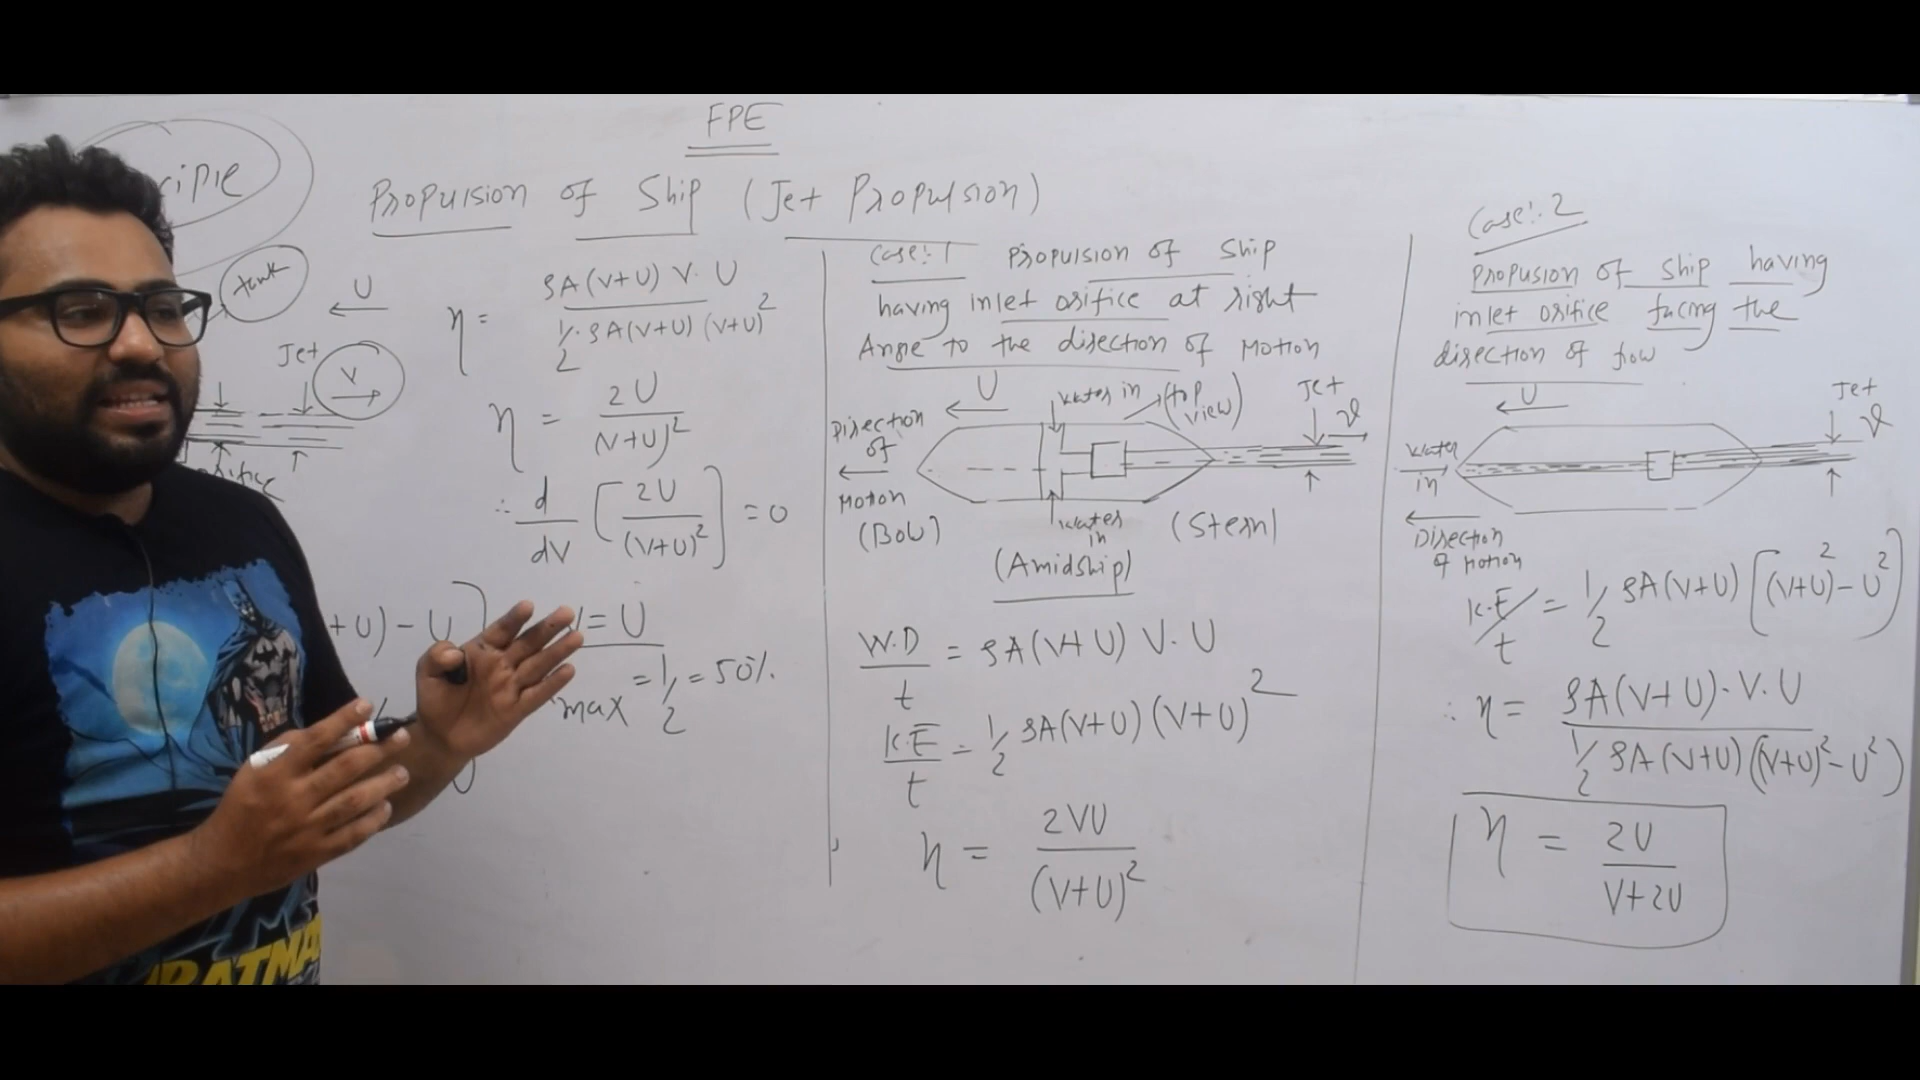 FPE
Propulsion of Ship (Jet Propulsion)
ciple
tank
U
Jet
V
orifice
η = ρA(V+U) V. U
1/2 . ρA(V+U) (V+U)²
η = 2U
(V+U)²
∴ d/dV [2U/(V+U)²] = 0
+U) - U]
V = U
max = 1/2 = 50%.
Case:1 Propulsion of Ship
having inlet orifice at right
Angle to the direction of Motion
U
Water in
(top view)
Jet
V
Direction
of
Motion
(Bow)
Water
in
(Stern)
(Amidship)
W.D/t = ρA(V+U) V. U
K.E/t = 1/2 ρA(V+U) (V+U)²
η = 2VU/(V+U)²
Case:.2
Propusion of Ship having
inlet orifice facing the
direction of flow
U
Jet
V
Water
in
Direction
of Motion
K.E/t = 1/2 ρA(V+U) [(V+U)² - U²]
∴ η = ρA(V+U). V. U
1/2 ρA(V+U) ((V+U)² - U²)
η = 2U
V+2U
BATMA